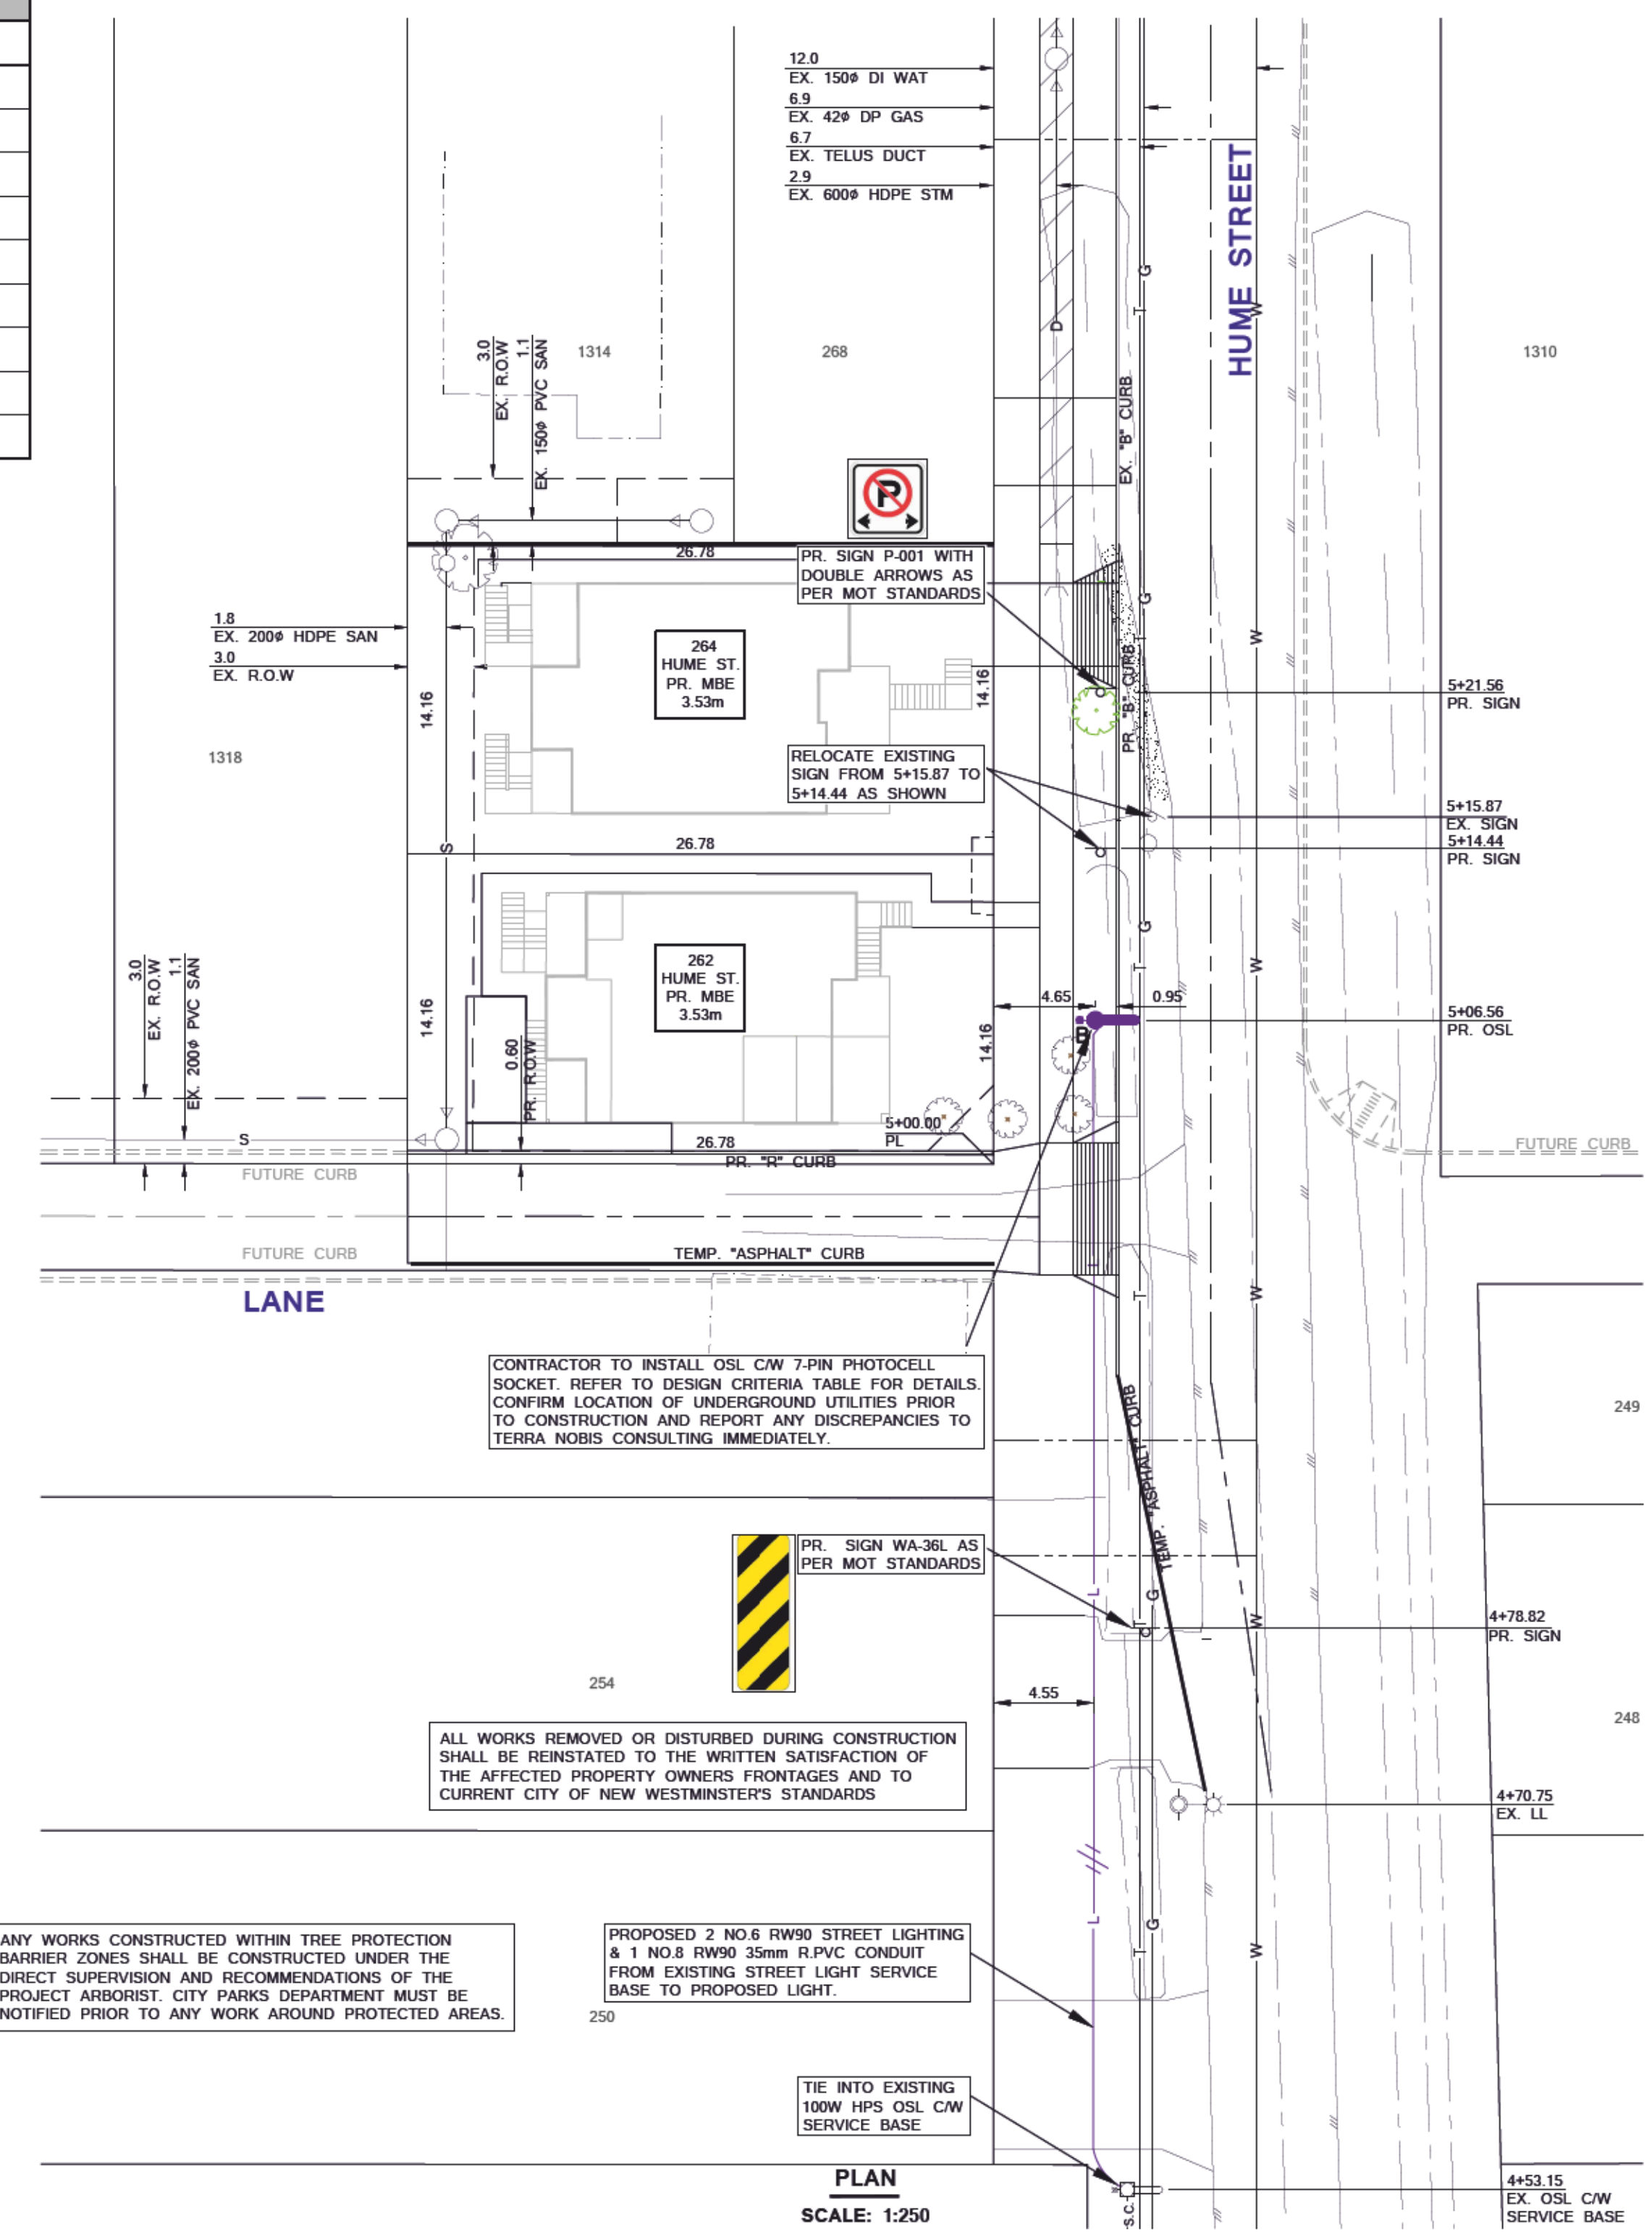 12.0
EX. 150ø DI WAT
6.9
EX. 42ø DP GAS
6.7
EX. TELUS DUCT
2.9
EX. 600ø HDPE STM
HUME STREET
D
G
T
W
3.0
EX. R.O.W
1.1
EX. 150ø PVC SAN
1314
268
1310
EX. "B" CURB
P
26.78
PR. SIGN P-001 WITH
DOUBLE ARROWS AS
PER MOT STANDARDS
1.8
EX. 200ø HDPE SAN
3.0
EX. R.O.W
14.16
264
HUME ST.
PR. MBE
3.53m
14.16
G
T
W
PR. "B" CURB
5+21.56
PR. SIGN
1318
RELOCATE EXISTING
SIGN FROM 5+15.87 TO
5+14.44 AS SHOWN
5+15.87
EX. SIGN
5+14.44
PR. SIGN
S
26.78
G
T
W
3.0
EX. R.O.W
1.1
EX. 200ø PVC SAN
14.16
262
HUME ST.
PR. MBE
3.53m
14.16
4.65
0.95
B
5+06.56
PR. OSL
0.60
PR. R.O.W
5+00.00
PL
S
26.78
PR. "R" CURB
FUTURE CURB
FUTURE CURB
FUTURE CURB
TEMP. "ASPHALT" CURB
LANE
L
T
W
CONTRACTOR TO INSTALL OSL C/W 7-PIN PHOTOCELL
SOCKET. REFER TO DESIGN CRITERIA TABLE FOR DETAILS.
CONFIRM LOCATION OF UNDERGROUND UTILITIES PRIOR
TO CONSTRUCTION AND REPORT ANY DISCREPANCIES TO
TERRA NOBIS CONSULTING IMMEDIATELY.
TEMP. "ASPHALT" CURB
249
PR. SIGN WA-36L AS
PER MOT STANDARDS
L
G
T
W
4+78.82
PR. SIGN
254
4.55
248
ALL WORKS REMOVED OR DISTURBED DURING CONSTRUCTION
SHALL BE REINSTATED TO THE WRITTEN SATISFACTION OF
THE AFFECTED PROPERTY OWNERS FRONTAGES AND TO
CURRENT CITY OF NEW WESTMINSTER'S STANDARDS
4+70.75
EX. LL
ANY WORKS CONSTRUCTED WITHIN TREE PROTECTION
BARRIER ZONES SHALL BE CONSTRUCTED UNDER THE
DIRECT SUPERVISION AND RECOMMENDATIONS OF THE
PROJECT ARBORIST. CITY PARKS DEPARTMENT MUST BE
NOTIFIED PRIOR TO ANY WORK AROUND PROTECTED AREAS.
PROPOSED 2 NO.6 RW90 STREET LIGHTING
& 1 NO.8 RW90 35mm R.PVC CONDUIT
FROM EXISTING STREET LIGHT SERVICE
BASE TO PROPOSED LIGHT.
L
G
T
W
250
TIE INTO EXISTING
100W HPS OSL C/W
SERVICE BASE
PLAN
SCALE: 1:250
S.C.
4+53.15
EX. OSL C/W
SERVICE BASE